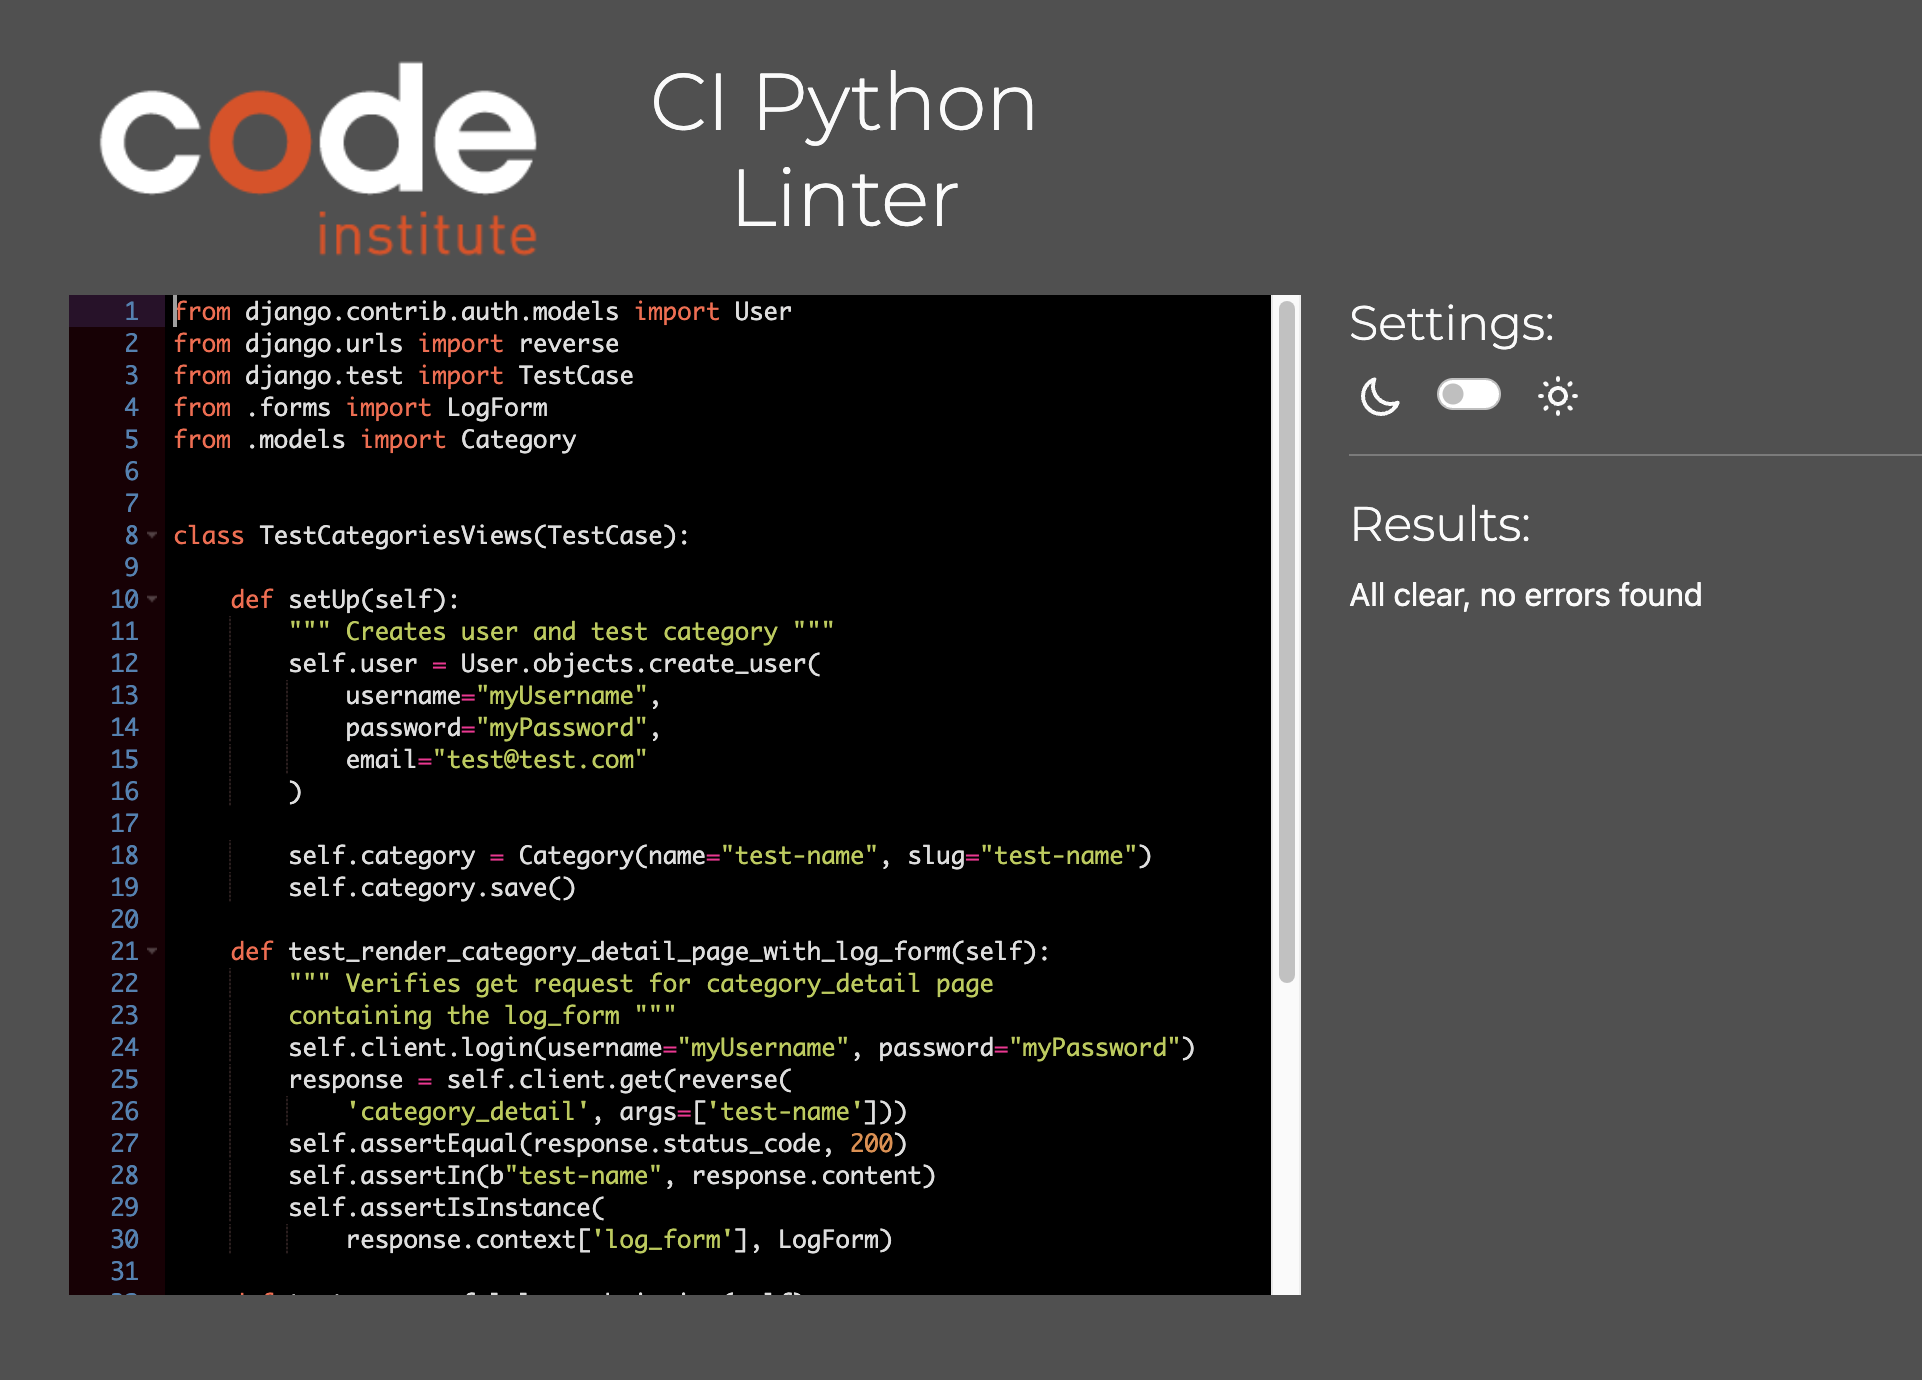 code
institute
CI Python
Linter
1 from django.contrib.auth.models import User
2 from django.urls import reverse
3 from django.test import TestCase
4 from .forms import LogForm
5 from .models import Category
6
7
8 class TestCategoriesViews(TestCase):
9
10     def setUp(self):
11         """ Creates user and test category """
12         self.user = User.objects.create_user(
13             username="myUsername",
14             password="myPassword",
15             email="test@test.com"
16         )
17
18         self.category = Category(name="test-name", slug="test-name")
19         self.category.save()
20
21     def test_render_category_detail_page_with_log_form(self):
22         """ Verifies get request for category_detail page
23         containing the log_form """
24         self.client.login(username="myUsername", password="myPassword")
25         response = self.client.get(reverse(
26             'category_detail', args=['test-name']))
27         self.assertEqual(response.status_code, 200)
28         self.assertIn(b"test-name", response.content)
29         self.assertIsInstance(
30             response.context['log_form'], LogForm)
31
Settings:
Results:
All clear, no errors found